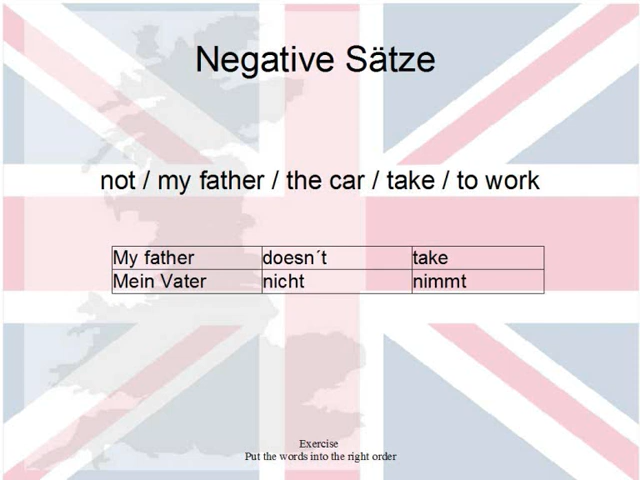 Negative Sätze
not / my father / the car / take / to work
My father doesn´t take
Mein Vater nicht nimmt
Exercise
Put the words into the right order